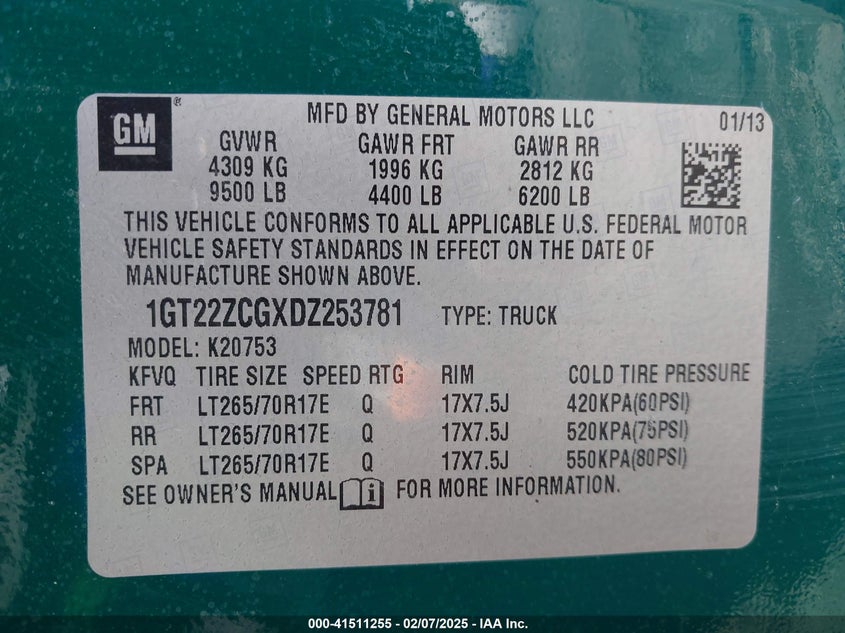 GM®
MFD BY GENERAL MOTORS LLC 01/13
GVWR GAWR FRT GAWR RR
4309 KG 1996 KG 2812 KG
9500 LB 4400 LB 6200 LB
THIS VEHICLE CONFORMS TO ALL APPLICABLE U.S. FEDERAL MOTOR
VEHICLE SAFETY STANDARDS IN EFFECT ON THE DATE OF
MANUFACTURE SHOWN ABOVE.
1GT22ZCGXDZ253781 TYPE: TRUCK
MODEL: K20753
KFVQ TIRE SIZE SPEED RTG RIM COLD TIRE PRESSURE
FRT LT265/70R17E Q 17X7.5J 420KPA(60PSI)
RR LT265/70R17E Q 17X7.5J 520KPA(75PSI)
SPA LT265/70R17E Q 17X7.5J 550KPA(80PSI)
SEE OWNER'S MANUAL FOR MORE INFORMATION.
000-41511255 - 02/07/2025 - IAA Inc.